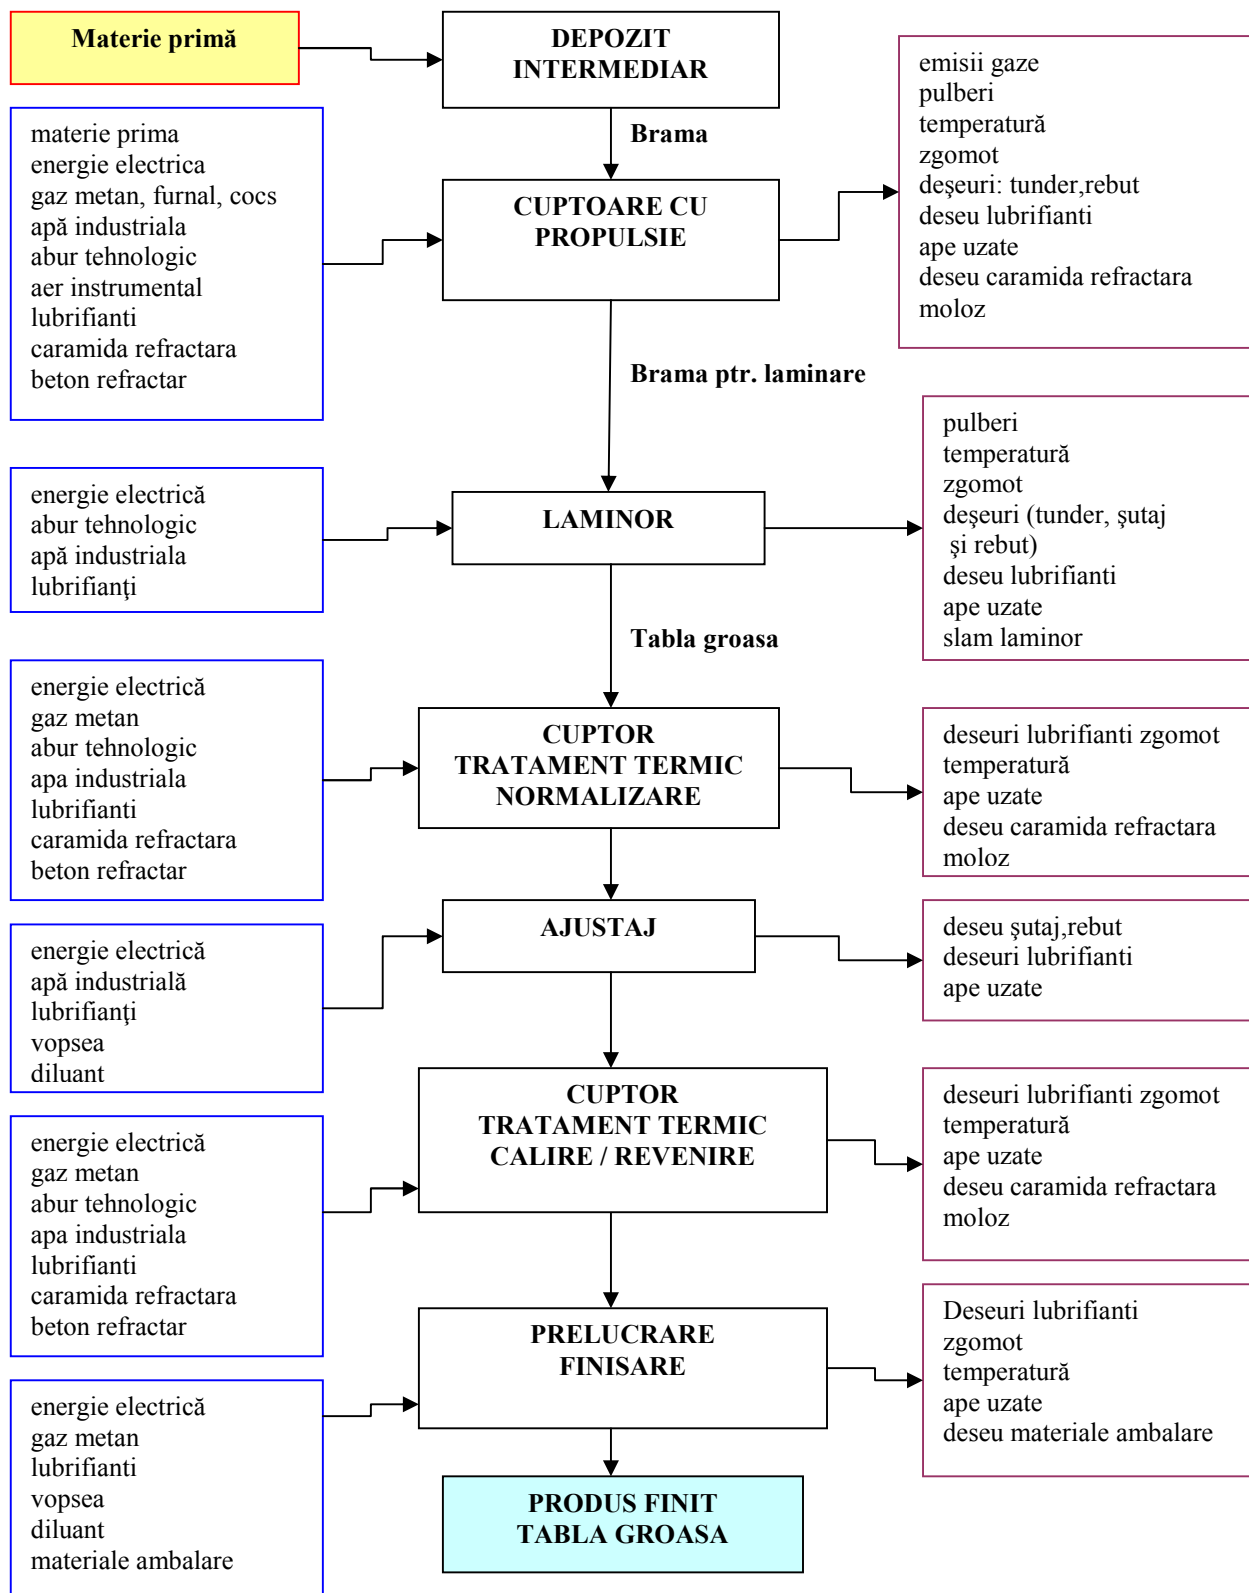 Materie primă
DEPOZIT
INTERMEDIAR
Brama
materie prima
energie electrica
gaz metan, furnal, cocs
apă industriala
abur tehnologic
aer instrumental
lubrifianti
caramida refractara
beton refractar
CUPTOARE CU
PROPULSIE
emisii gaze
pulberi
temperatură
zgomot
deşeuri: tunder,rebut
deseu lubrifianti
ape uzate
deseu caramida refractara
moloz
Brama ptr. laminare
energie electrică
abur tehnologic
apă industriala
lubrifianţi
LAMINOR
pulberi
temperatură
zgomot
deşeuri (tunder, şutaj
şi rebut)
deseu lubrifianti
ape uzate
slam laminor
Tabla groasa
energie electrică
gaz metan
abur tehnologic
apa industriala
lubrifianti
caramida refractara
beton refractar
CUPTOR
TRATAMENT TERMIC
NORMALIZARE
deseuri lubrifianti zgomot
temperatură
ape uzate
deseu caramida refractara
moloz
energie electrică
apă industrială
lubrifianţi
vopsea
diluant
AJUSTAJ
deseu şutaj,rebut
deseuri lubrifianti
ape uzate
energie electrică
gaz metan
abur tehnologic
apa industriala
lubrifianti
caramida refractara
beton refractar
CUPTOR
TRATAMENT TERMIC
CALIRE / REVENIRE
deseuri lubrifianti zgomot
temperatură
ape uzate
deseu caramida refractara
moloz
energie electrică
gaz metan
lubrifianti
vopsea
diluant
materiale ambalare
PRELUCRARE
FINISARE
Deseuri lubrifianti
zgomot
temperatură
ape uzate
deseu materiale ambalare
PRODUS FINIT
TABLA GROASA